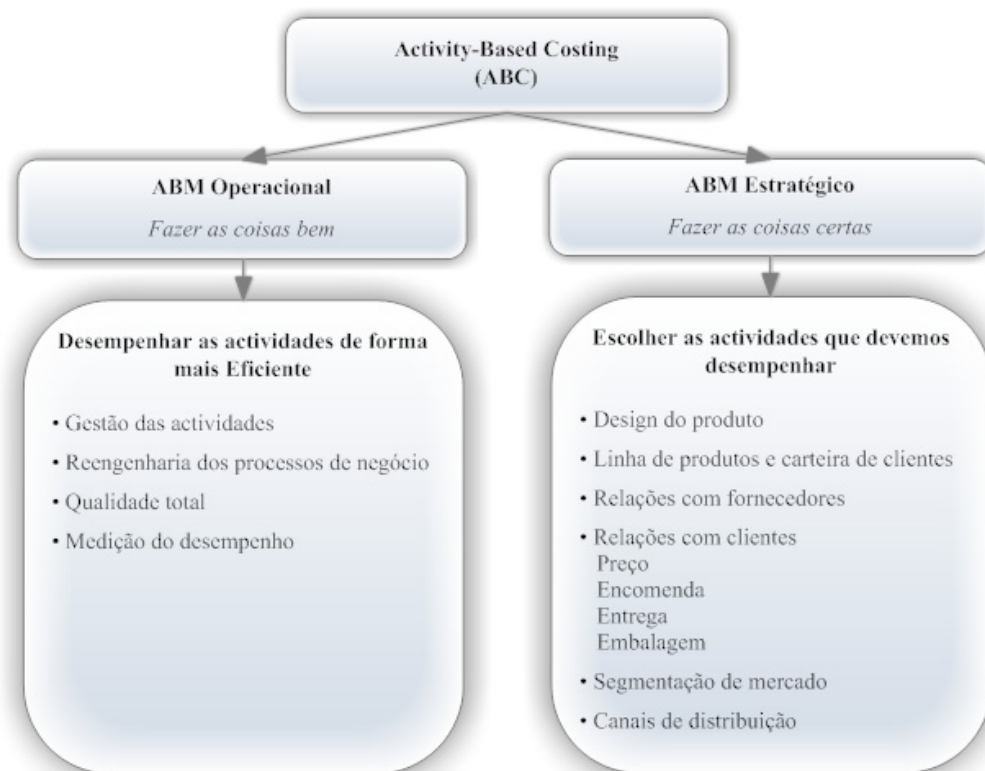 Activity-Based Costing
(ABC)
ABM Operacional
Fazer as coisas bem
ABM Estratégico
Fazer as coisas certas
Desempenhar as actividades de forma
mais Eficiente
• Gestão das actividades
• Reengenharia dos processos de negócio
• Qualidade total
• Medição do desempenho
Escolher as actividades que devemos
desempenhar
• Design do produto
• Linha de produtos e carteira de clientes
• Relações com fornecedores
• Relações com clientes
Preço
Encomenda
Entrega
Embalagem
• Segmentação de mercado
• Canais de distribuição